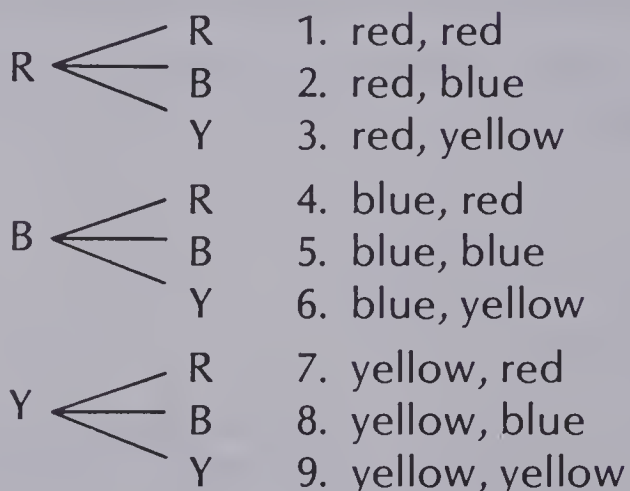 R 1. red, red
R B 2. red, blue
Y 3. red, yellow
R 4. blue, red
B B 5. blue, blue
Y 6. blue, yellow
R 7. yellow, red
Y B 8. yellow, blue
Y 9. yellow, yellow